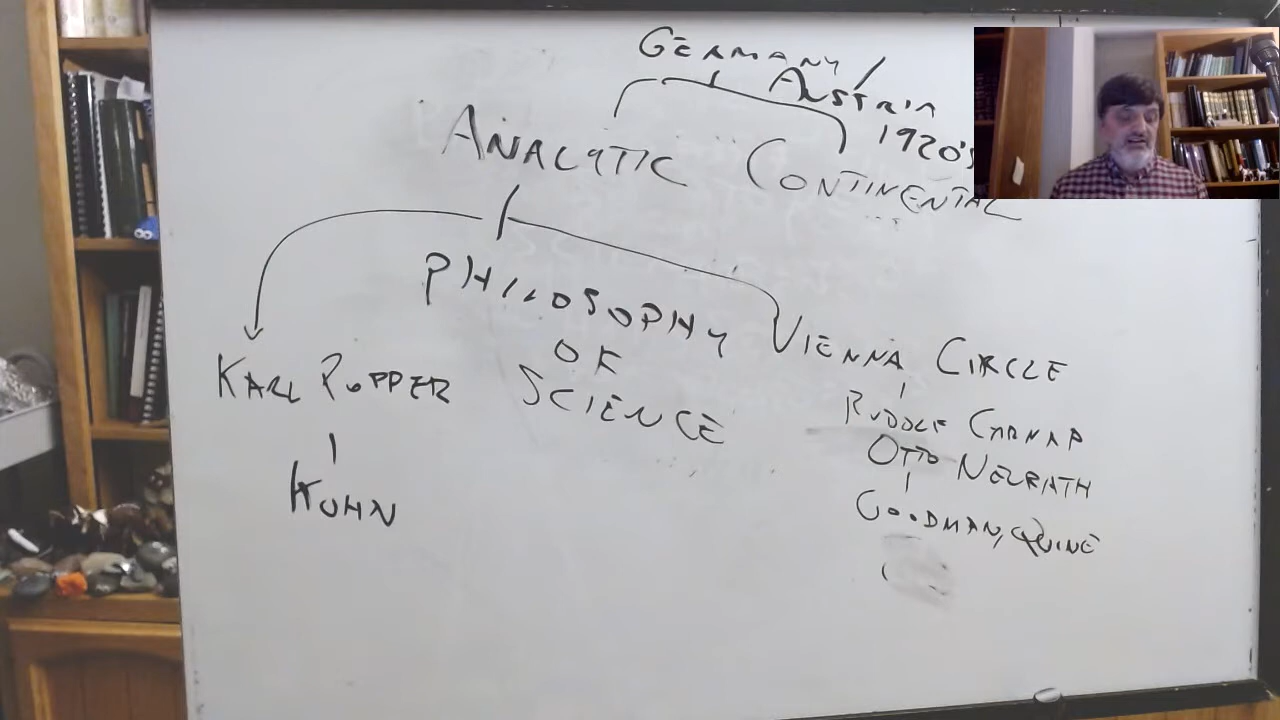 GERMANY/
AUSTRIA
1920's
ANALYTIC CONTINENTAL
PHILOSOPHY
OF
SCIENCE
KARL POPPER
KUHN
VIENNA CIRCLE
RUDOLF CARNAP
OTTO NEURATH
GOODMAN, QUINE